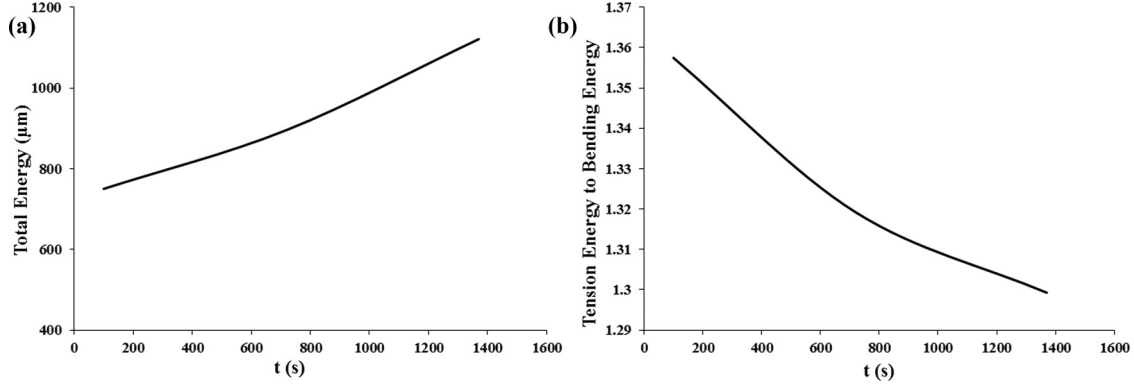 (a)
Total Energy (μm)
1200
1000
800
600
400
0 200 400 600 800 1000 1200 1400 1600
t (s)
(b)
Tension Energy to Bending Energy
1.37
1.36
1.35
1.34
1.33
1.32
1.31
1.3
1.29
0 200 400 600 800 1000 1200 1400 1600
t (s)